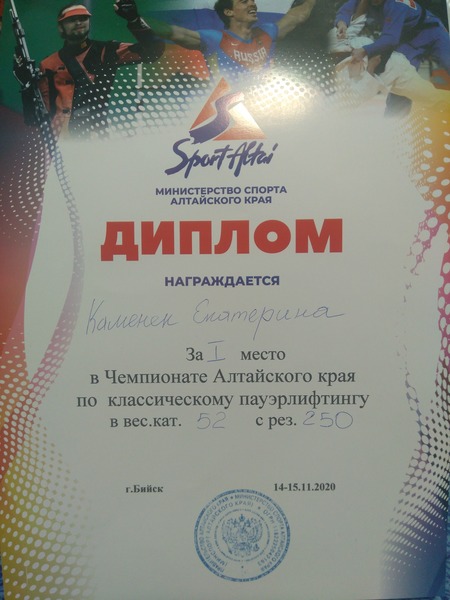 RUSSIA
Sport Altai
МИНИСТЕРСТВО СПОРТА
АЛТАЙСКОГО КРАЯ
ДИПЛОМ
НАГРАЖДАЕТСЯ
Каменек Екатерина
За I место
в Чемпионате Алтайского края
по классическому пауэрлифтингу
в вес.кат. 52 с рез. 250
г.Бийск 14-15.11.2020